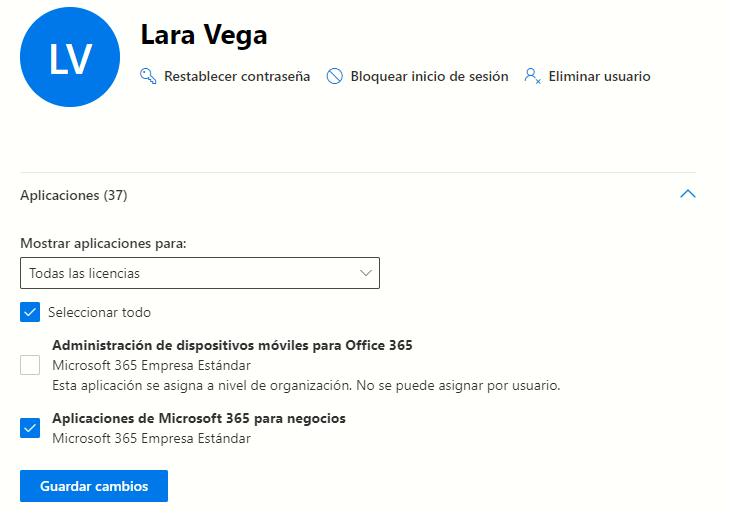 LV
Lara Vega
Restablecer contraseña Bloquear inicio de sesión Eliminar usuario
Aplicaciones (37)
Mostrar aplicaciones para:
Todas las licencias
Seleccionar todo
Administración de dispositivos móviles para Office 365
Microsoft 365 Empresa Estándar
Esta aplicación se asigna a nivel de organización. No se puede asignar por usuario.
Aplicaciones de Microsoft 365 para negocios
Microsoft 365 Empresa Estándar
Guardar cambios